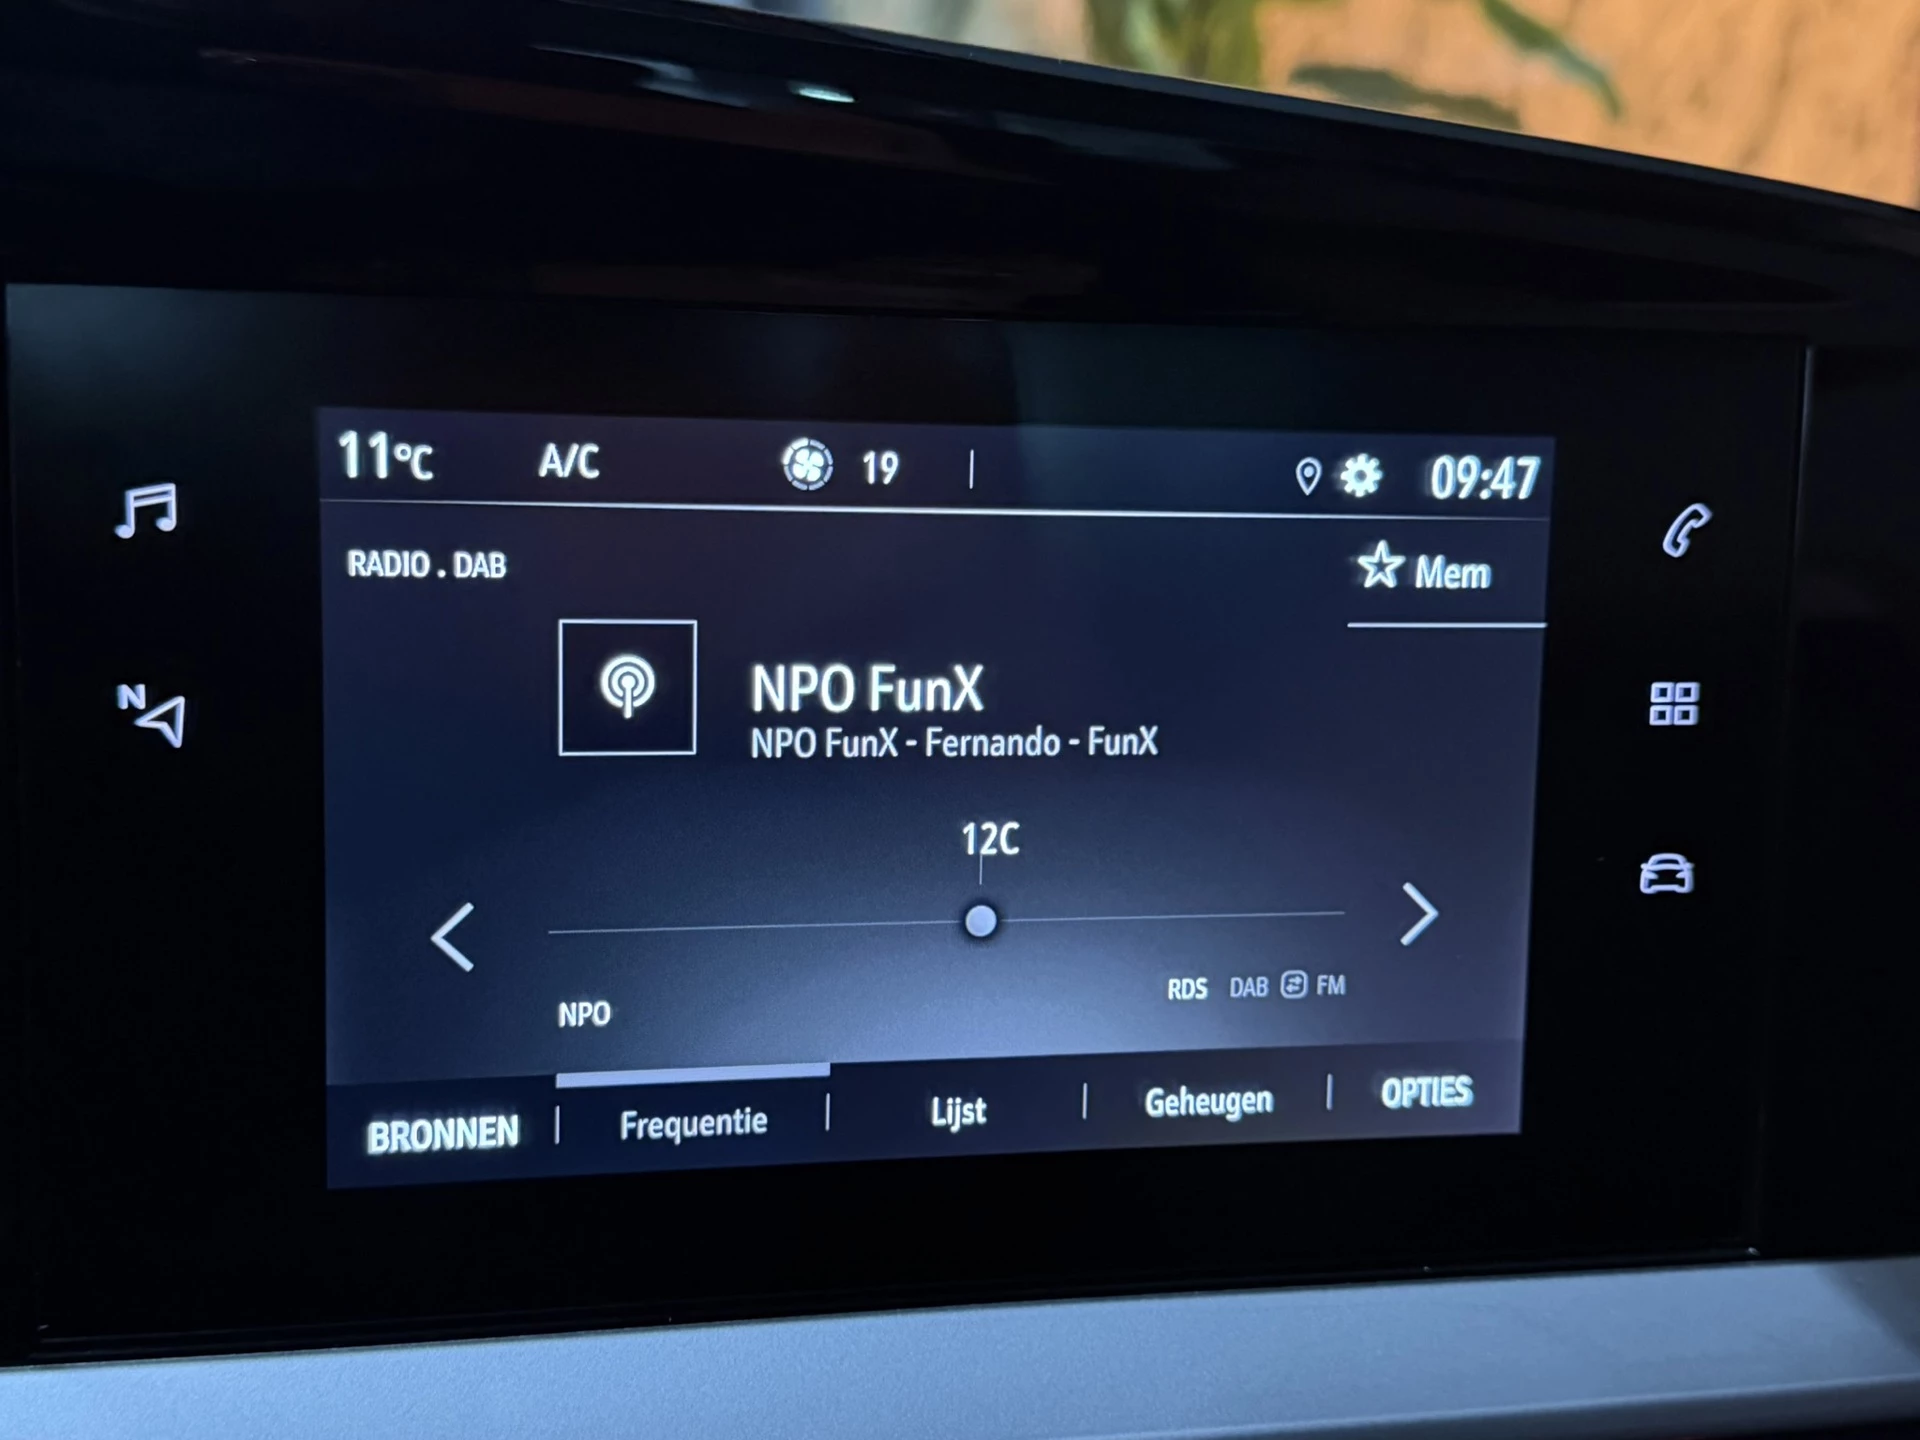 11°C A/C 19 09:47
RADIO . DAB
Mem
NPO FunX
NPO FunX - Fernando - FunX
12C
RDS DAB FM
NPO
BRONNEN Frequentie Lijst Geheugen OPTIES
N